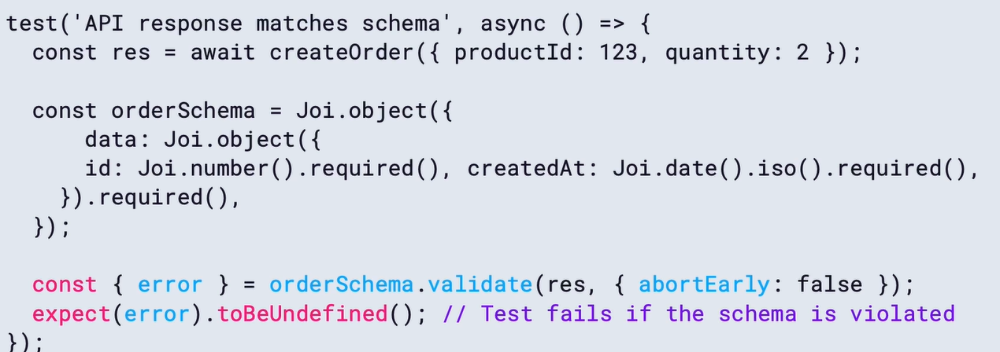 test('API response matches schema', async () => {
  const res = await createOrder({ productId: 123, quantity: 2 });

  const orderSchema = Joi.object({
      data: Joi.object({
      id: Joi.number().required(), createdAt: Joi.date().iso().required(),
    }).required(),
  });

  const { error } = orderSchema.validate(res, { abortEarly: false });
  expect(error).toBeUndefined(); // Test fails if the schema is violated
});